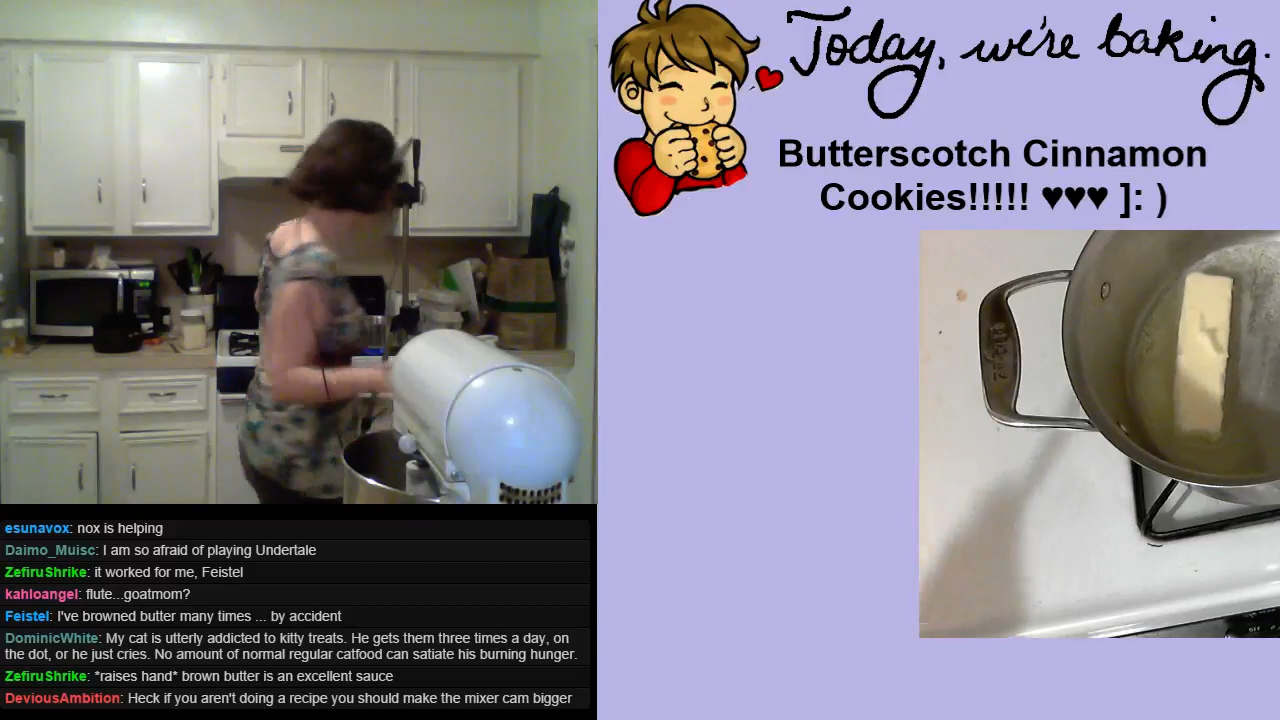 Today, we're baking.
Butterscotch Cinnamon
Cookies!!!!! ♥♥♥ ]: )
esunavox: nox is helping
Daimo_Muisc: I am so afraid of playing Undertale
ZefiruShrike: it worked for me, Feistel
kahloangel: flute...goatmom?
Feistel: I've browned butter many times ... by accident
DominicWhite: My cat is utterly addicted to kitty treats. He gets them three times a day, on
the dot, or he just cries. No amount of normal regular catfood can satiate his burning hunger.
ZefiruShrike: *raises hand* brown butter is an excellent sauce
DeviousAmbition: Heck if you aren't doing a recipe you should make the mixer cam bigger